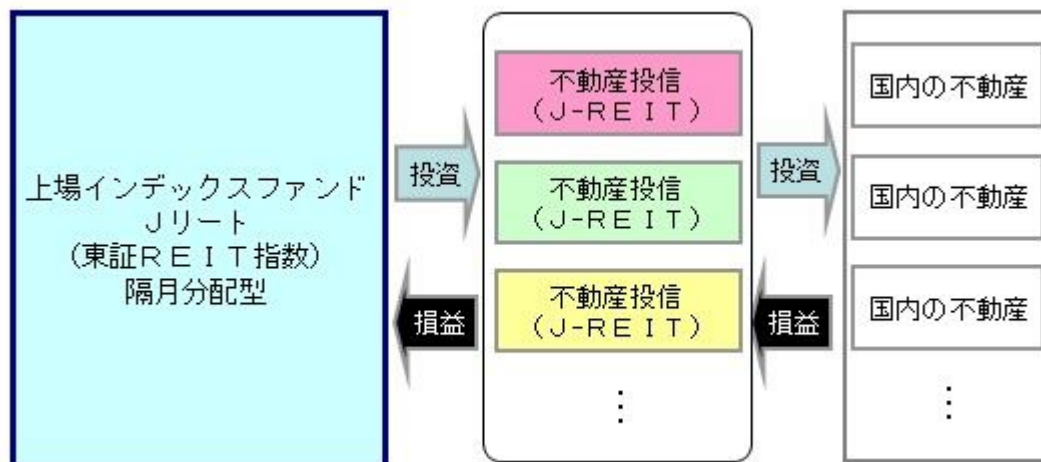 上場インデックスファンド
Jリート
(東証REIT指数)
隔月分配型
投資
損益
不動産投信
(J-REIT)
不動産投信
(J-REIT)
不動産投信
(J-REIT)
⋮
投資
損益
国内の不動産
国内の不動産
国内の不動産
⋮